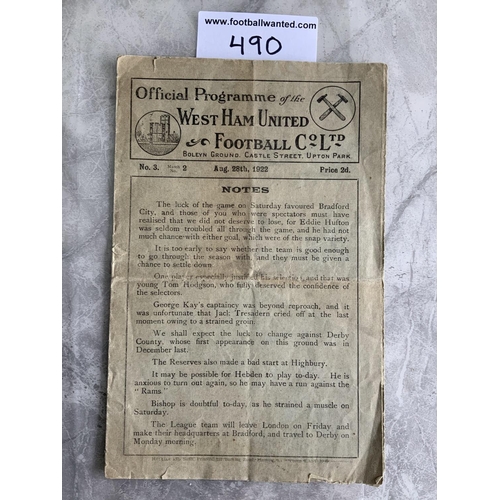 www.footballwanted.com
490
Official Programme of the
WEST HAM UNITED
FOOTBALL Co LTD
BOLEYN GROUND, CASTLE STREET, UPTON PARK.
No. 3. 2 Aug. 28th, 1922 Price 2d.
NOTES
The luck of the game on Saturday favoured Bradford
City, and those of you who were spectators must have
realised that we did not deserve to lose, for Eddie Hufton
was seldom troubled all through the game, and he had not
much chance with either goal, which were of the snap variety.
It is too early to say whether the team is good enough
to go through the season with, and they must be given a
chance to settle down
One player especially justified his selection and that was
young Tom Hodgson, who fully deserved the confidence of
the selectors.
George Kay's captaincy was beyond reproach, and it
was unfortunate that Jack Tresadern cried off at the last
moment owing to a strained groin.
We shall expect the luck to change against Derby
County, whose first appearance on this ground was in
December last.
The Reserves also made a bad start at Highbury.
It may be possible for Hebden to play to-day. He is
anxious to turn out again, so he may have a run against the
" Rams."
Bishop is doubtful to-day, as he strained a muscle on
Saturday.
The League team will leave London on Friday and
make their headquarters at Bradford, and travel to Derby on
Monday morning.